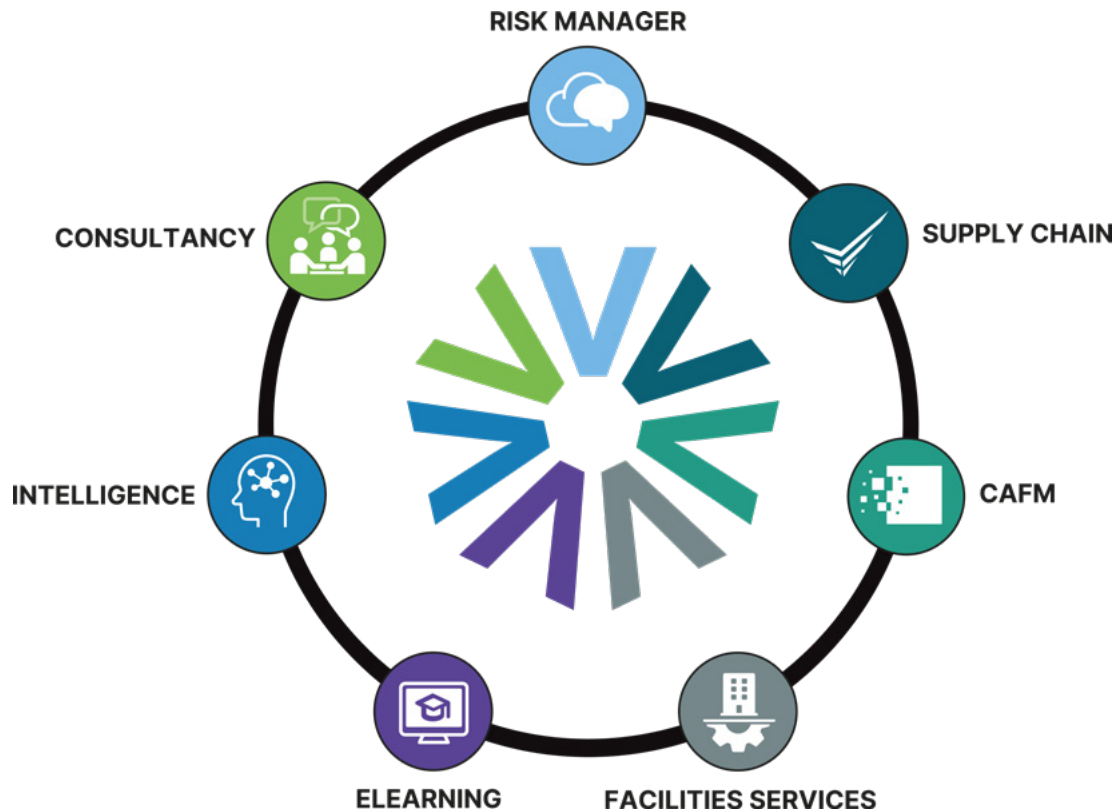 RISK MANAGER
SUPPLY CHAIN
CAFM
FACILITIES SERVICES
ELEARNING
INTELLIGENCE
CONSULTANCY